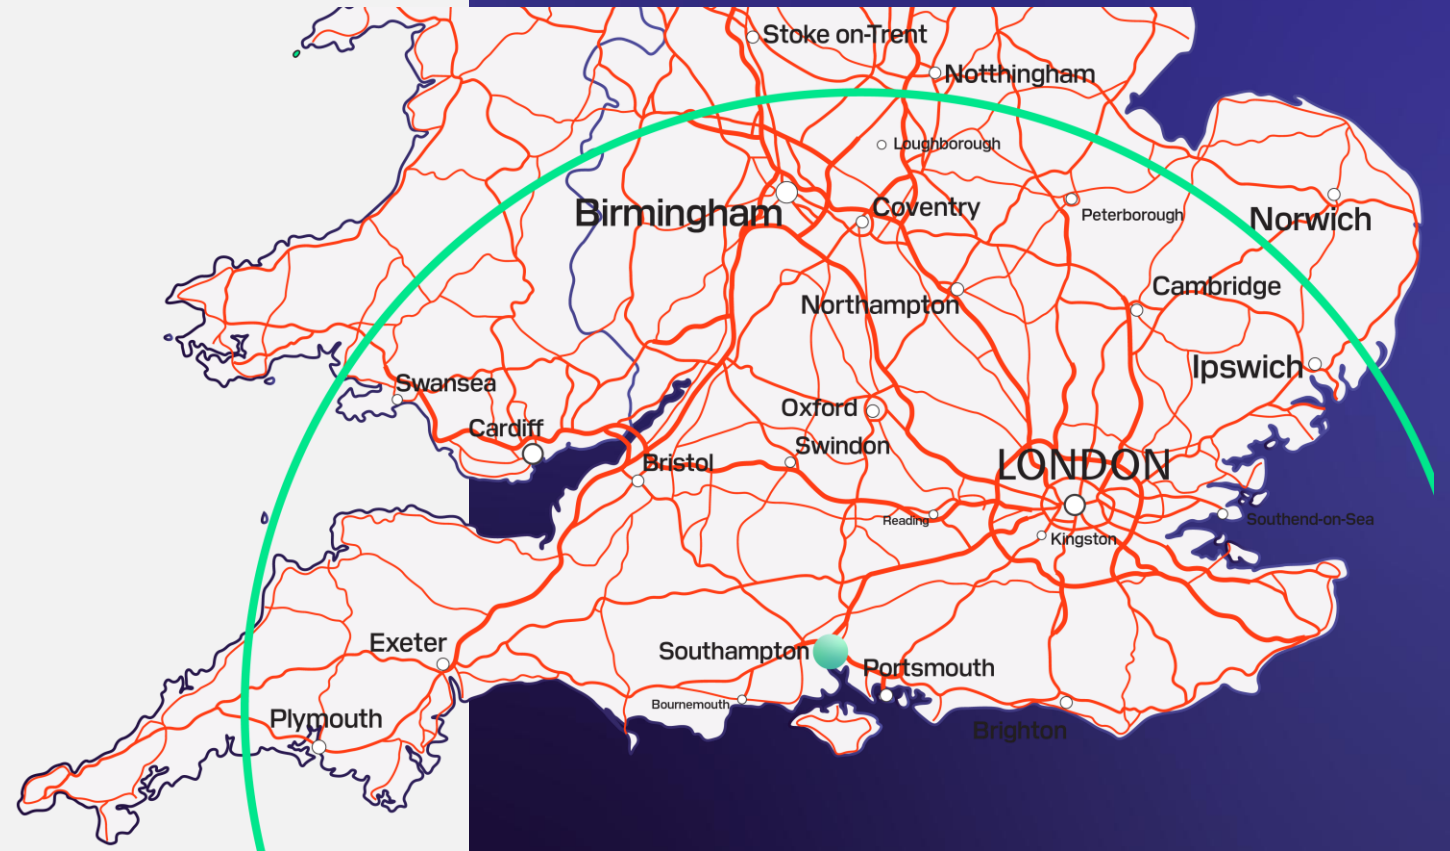 Stoke on-Trent
Notthingham
Loughborough
Birmingham
Coventry
Peterborough
Norwich
Northampton
Cambridge
Ipswich
Swansea
Oxford
Cardiff
Swindon
Bristol
LONDON
Reading
Southend-on-Sea
Kingston
Exeter
Southampton
Portsmouth
Bournemouth
Plymouth
Brighton